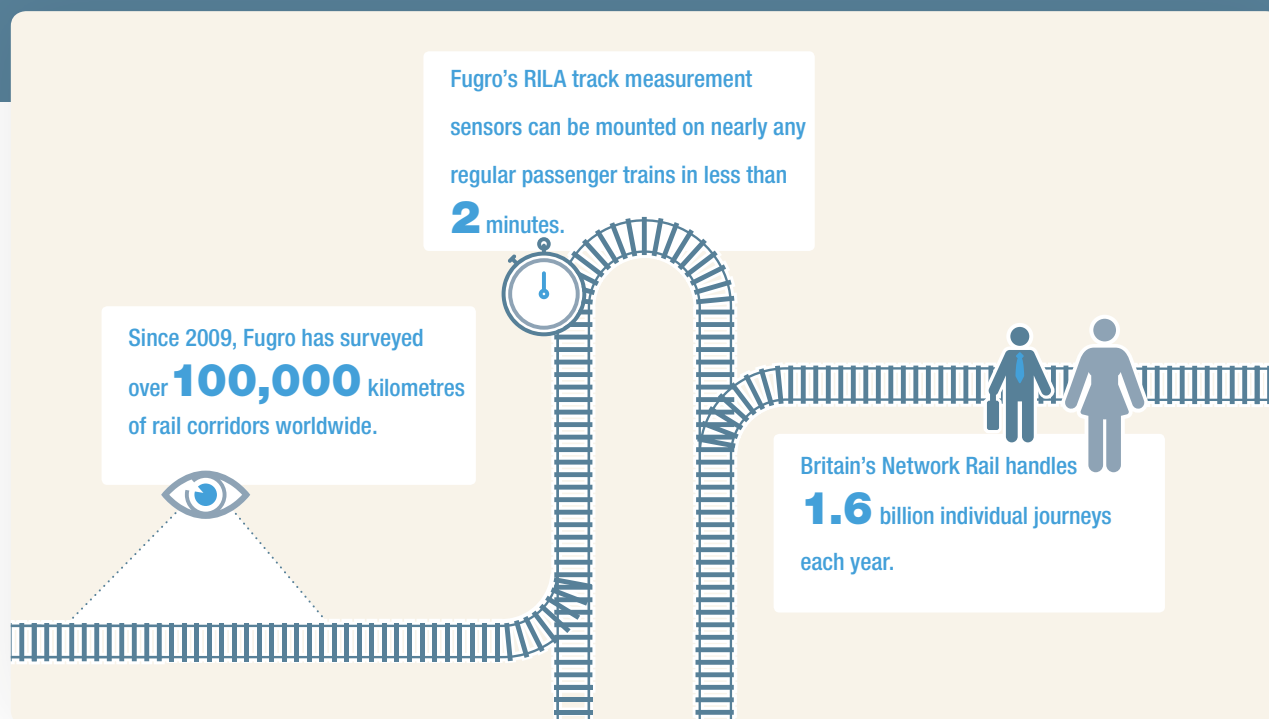 Fugro's RILA track measurement
sensors can be mounted on nearly any
regular passenger trains in less than
2 minutes.
Since 2009, Fugro has surveyed
over 100,000 kilometres
of rail corridors worldwide.
Britain's Network Rail handles
1.6 billion individual journeys
each year.